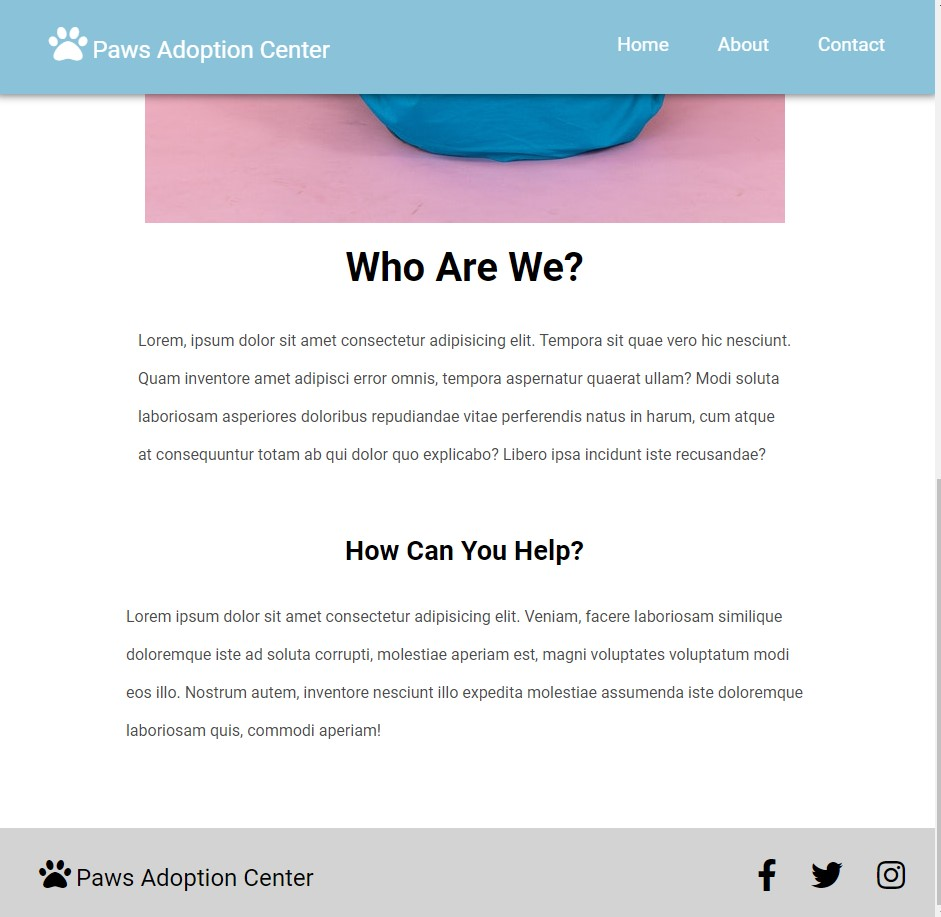 Paws Adoption Center
Home About Contact
Who Are We?
Lorem, ipsum dolor sit amet consectetur adipisicing elit. Tempora sit quae vero hic nesciunt.
Quam inventore amet adipisci error omnis, tempora aspernatur quaerat ullam? Modi soluta
laboriosam asperiores doloribus repudiandae vitae perferendis natus in harum, cum atque
at consequuntur totam ab qui dolor quo explicabo? Libero ipsa incidunt iste recusandae?
How Can You Help?
Lorem ipsum dolor sit amet consectetur adipisicing elit. Veniam, facere laboriosam similique
doloremque iste ad soluta corrupti, molestiae aperiam est, magni voluptates voluptatum modi
eos illo. Nostrum autem, inventore nesciunt illo expedita molestiae assumenda iste doloremque
laboriosam quis, commodi aperiam!
Paws Adoption Center